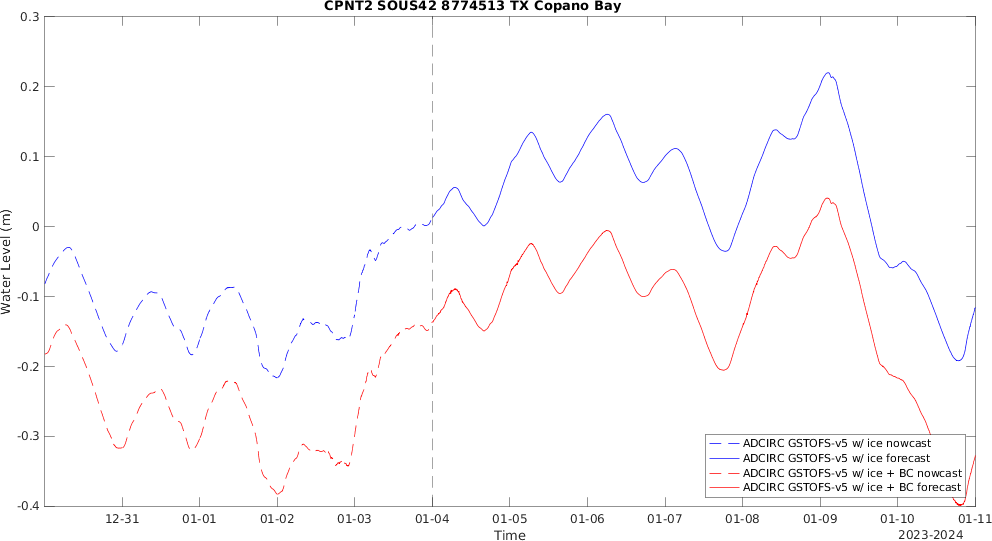 CPNT2 SOUS42 8774513 TX Copano Bay
0.3
0.2
0.1
0
-0.1
-0.2
-0.3
-0.4
Water Level (m)
ADCIRC GSTOFS-v5 w/ ice nowcast
ADCIRC GSTOFS-v5 w/ ice forecast
ADCIRC GSTOFS-v5 w/ ice + BC nowcast
ADCIRC GSTOFS-v5 w/ ice + BC forecast
12-31 01-01 01-02 01-03 01-04 01-05 01-06 01-07 01-08 01-09 01-10 01-11
Time
2023-2024